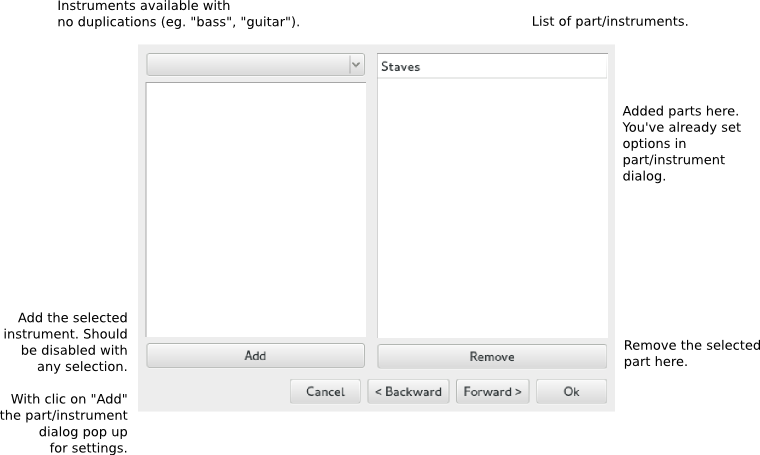 Instruments available with
no duplications (eg. "bass", "guitar").
List of part/instruments.
Staves
Added parts here.
You've already set
options in
part/instrument
dialog.
Add the selected
instrument. Should
be disabled with
any selection.
With clic on "Add"
the part/instrument
dialog pop up
for settings.
Add
Remove
Remove the selected
part here.
Cancel
< Backward
Forward >
Ok